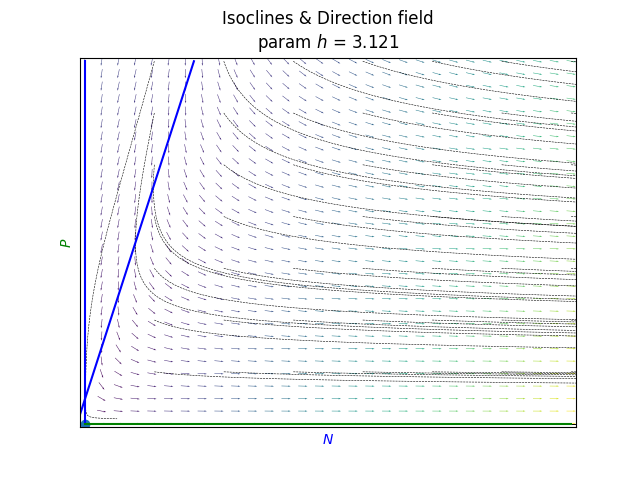 Isoclines & Direction field
param h = 3.121
P
N